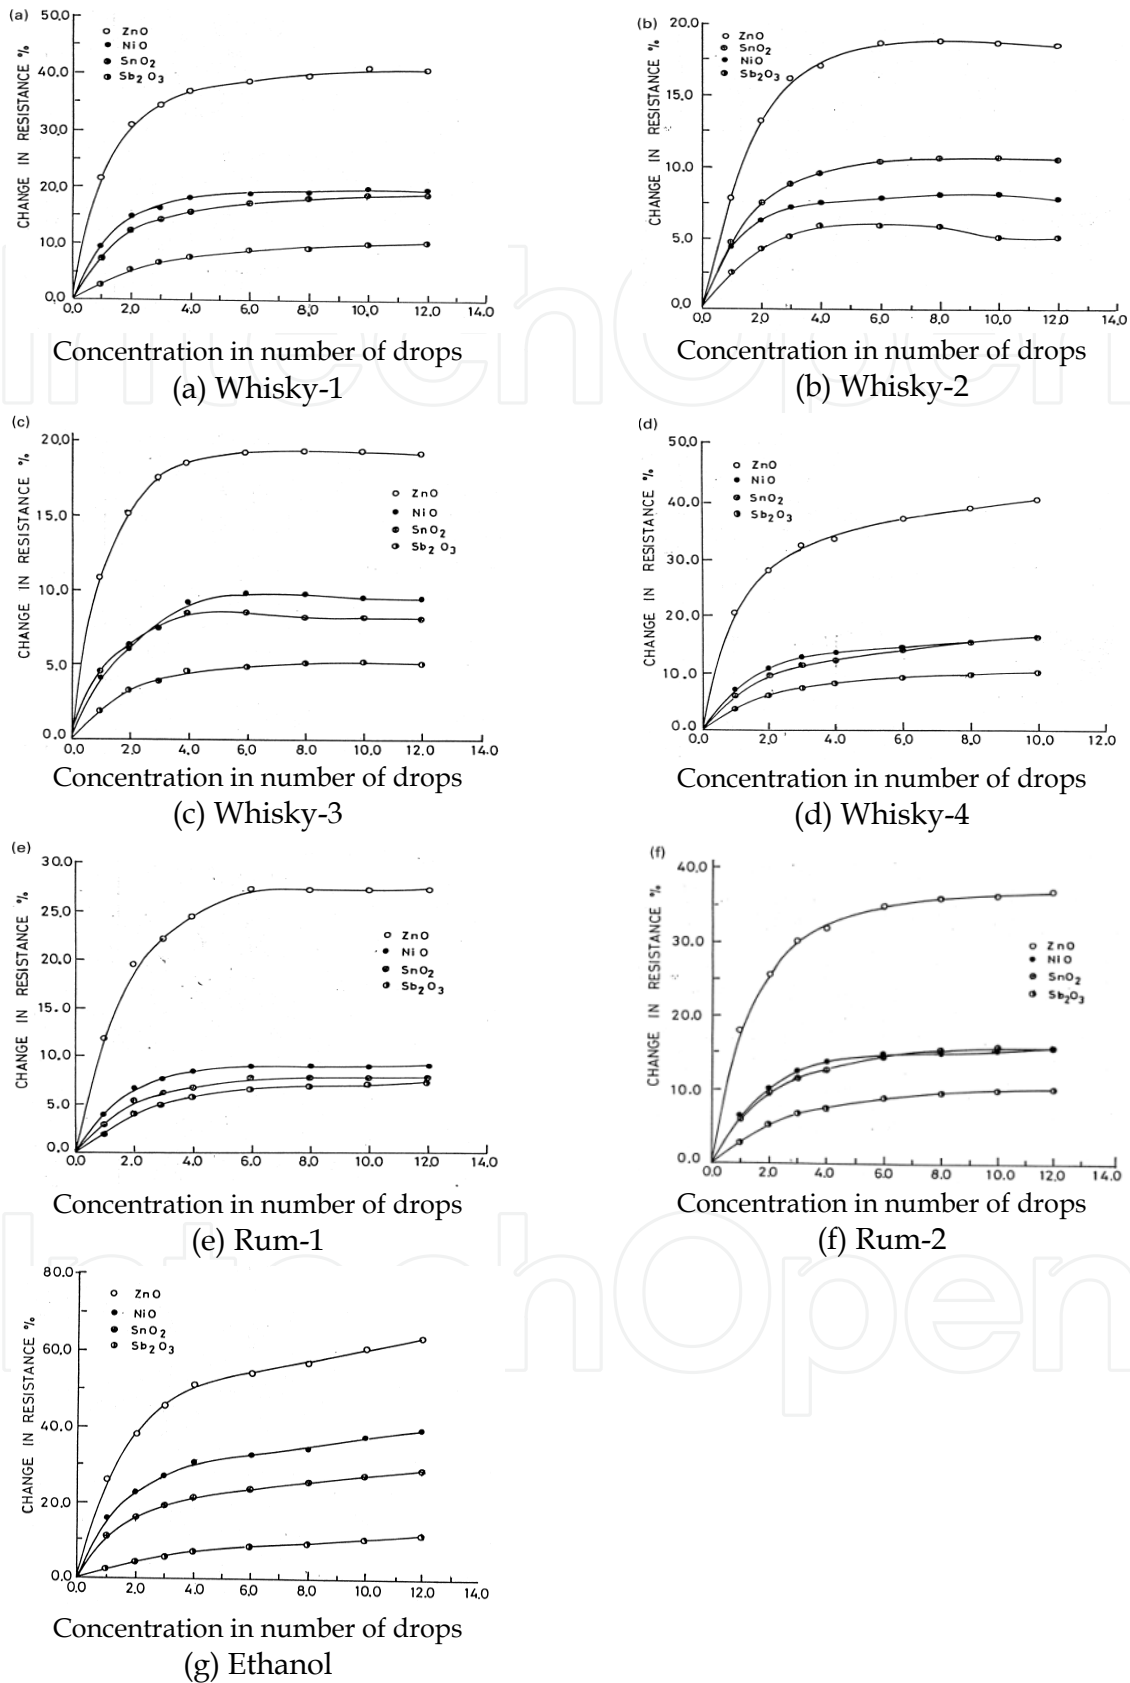 (a)
50.0
40.0
30.0
20.0
10.0
0.0
CHANGE IN RESISTANCE %
ZnO
NiO
SnO2
Sb2O3
0.0 2.0 4.0 6.0 8.0 10.0 12.0 14.0
Concentration in number of drops
(a) Whisky-1
(b)
20.0
15.0
10.0
5.0
0.0
CHANGE IN RESISTANCE %
ZnO
SnO2
NiO
Sb2O3
0.0 2.0 4.0 6.0 8.0 10.0 12.0 14.0
Concentration in number of drops
(b) Whisky-2
(c)
20.0
15.0
10.0
5.0
0.0
CHANGE IN RESISTANCE %
ZnO
NiO
SnO2
Sb2O3
0.0 2.0 4.0 6.0 8.0 10.0 12.0 14.0
Concentration in number of drops
(c) Whisky-3
(d)
50.0
40.0
30.0
20.0
10.0
0.0
CHANGE IN RESISTANCE %
ZnO
NiO
SnO2
Sb2O3
0.0 2.0 4.0 6.0 8.0 10.0 12.0
Concentration in number of drops
(d) Whisky-4
(e)
30.0
25.0
20.0
15.0
10.0
5.0
0.0
CHANGE IN RESISTANCE %
ZnO
NiO
SnO2
Sb2O3
0.0 2.0 4.0 6.0 8.0 10.0 12.0 14.0
Concentration in number of drops
(e) Rum-1
(f)
40.0
30.0
20.0
10.0
0.0
CHANGE IN RESISTANCE %
ZnO
NiO
SnO2
Sb2O3
0.0 2.0 4.0 6.0 8.0 10.0 12.0 14.0
Concentration in number of drops
(f) Rum-2
80.0
60.0
40.0
20.0
0.0
CHANGE IN RESISTANCE %
ZnO
NiO
SnO2
Sb2O3
0.0 2.0 4.0 6.0 8.0 10.0 12.0 14.0
Concentration in number of drops
(g) Ethanol
IntechOpen
IntechOpen